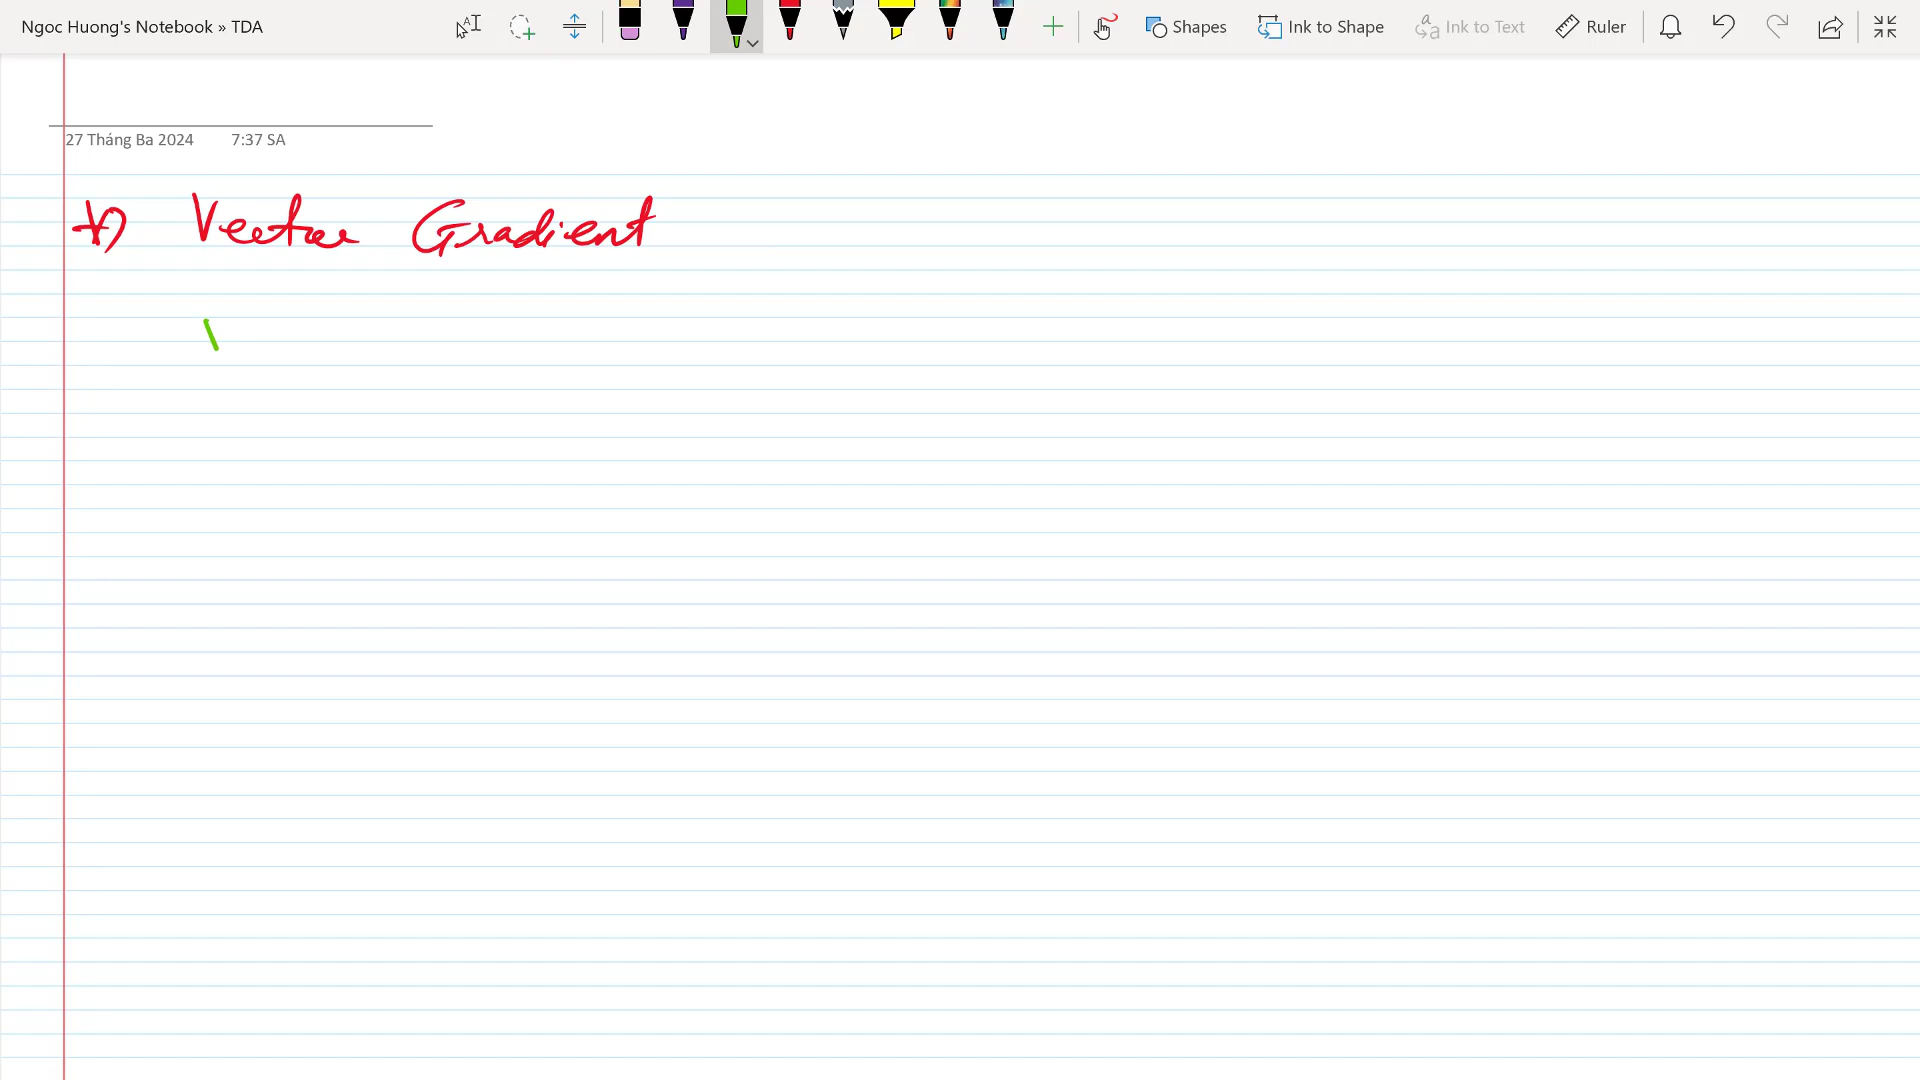 Ngoc Huong's Notebook » TDA Shapes Ink to Shape Ink to Text Ruler
27 Tháng Ba 2024 7:37 SA
*) Vector Gradient